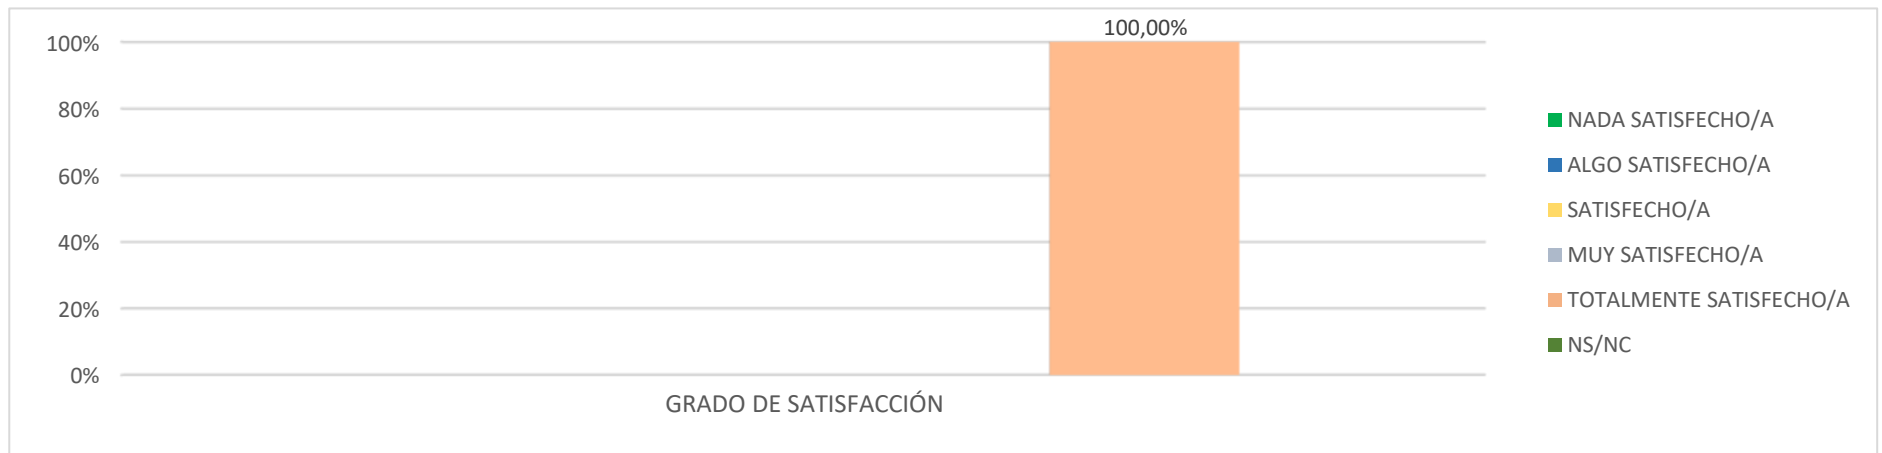 100,00%
100%
80%
60%
40%
20%
0%
GRADO DE SATISFACCIÓN
NADA SATISFECHO/A
ALGO SATISFECHO/A
SATISFECHO/A
MUY SATISFECHO/A
TOTALMENTE SATISFECHO/A
NS/NC